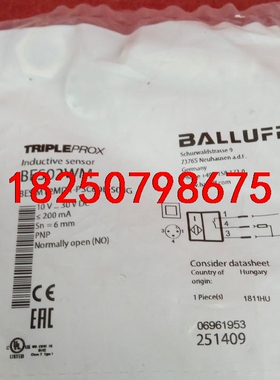 TRIPLEPROX
Inductive sensor
BALLUFF
Schurwaldstrasse 9
73765 Neuhausen a.d.F.
Germany
18250798675
10 V ... 30 V DC
≤ 200 mA
Sn = 6 mm
PNP
Normally open (NO)
Consider datasheet
Country of Hungary
origin
1 Piece(s) 1811HU
EAC
06961953
251409